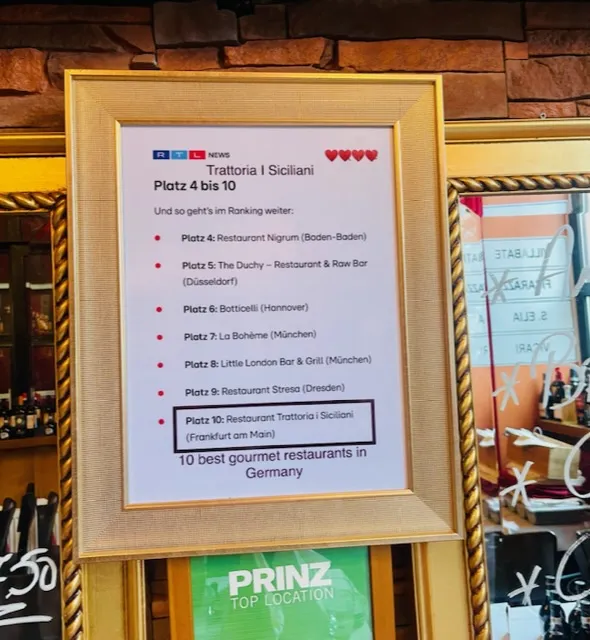 RTL NEWS ❤❤❤❤
Trattoria I Siciliani
Platz 4 bis 10
Und so geht's im Ranking weiter:
• Platz 4: Restaurant Nigrum (Baden-Baden)
• Platz 5: The Duchy – Restaurant & Raw Bar
(Düsseldorf)
• Platz 6: Botticelli (Hannover)
• Platz 7: La Bohème (München)
• Platz 8: Little London Bar & Grill (München)
• Platz 9: Restaurant Stresa (Dresden)
• Platz 10: Restaurant Trattoria i Siciliani
(Frankfurt am Main)
10 best gourmet restaurants in
Germany
PRINZ
TOP LOCATION
S. ELIA